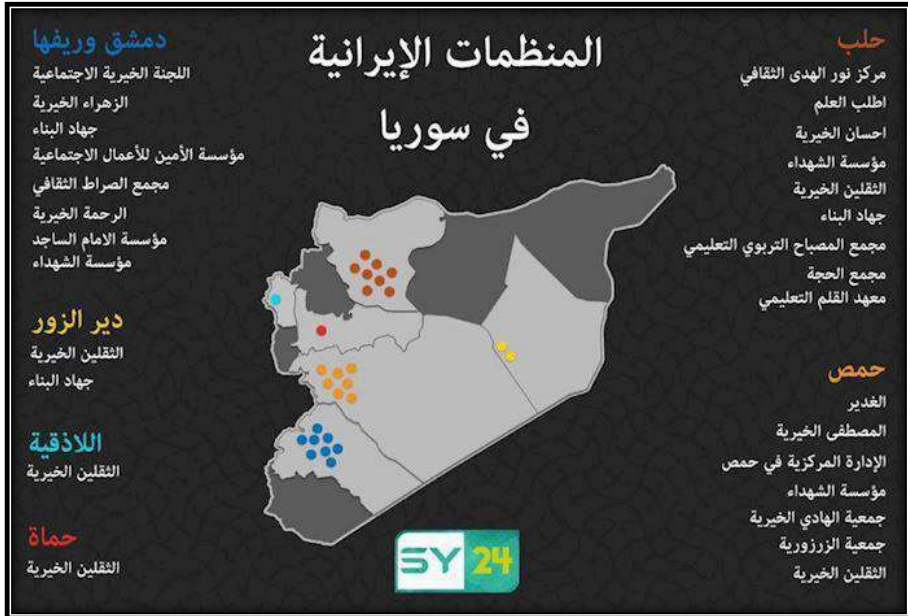 المنظمات الإيرانية
في سوريا
حلب
مركز نور الهدى الثقافي
اطلب العلم
احسان الخيرية
مؤسسة الشهداء
الثقلين الخيرية
جهاد البناء
مجمع المصباح التربوي التعليمي
مجمع الحجة
معهد القلم التعليمي
حمص
الغدير
المصطفى الخيرية
الإدارة المركزية في حمص
مؤسسة الشهداء
جمعية الهادي الخيرية
جمعية الزرزورية
الثقلين الخيرية
دمشق وريفها
اللجنة الخيرية الاجتماعية
الزهراء الخيرية
جهاد البناء
مؤسسة الأمين للأعمال الاجتماعية
مجمع الصراط الثقافي
الرحمة الخيرية
مؤسسة الامام الساجد
مؤسسة الشهداء
دير الزور
الثقلين الخيرية
جهاد البناء
اللاذقية
الثقلين الخيرية
حماة
الثقلين الخيرية
SY 24